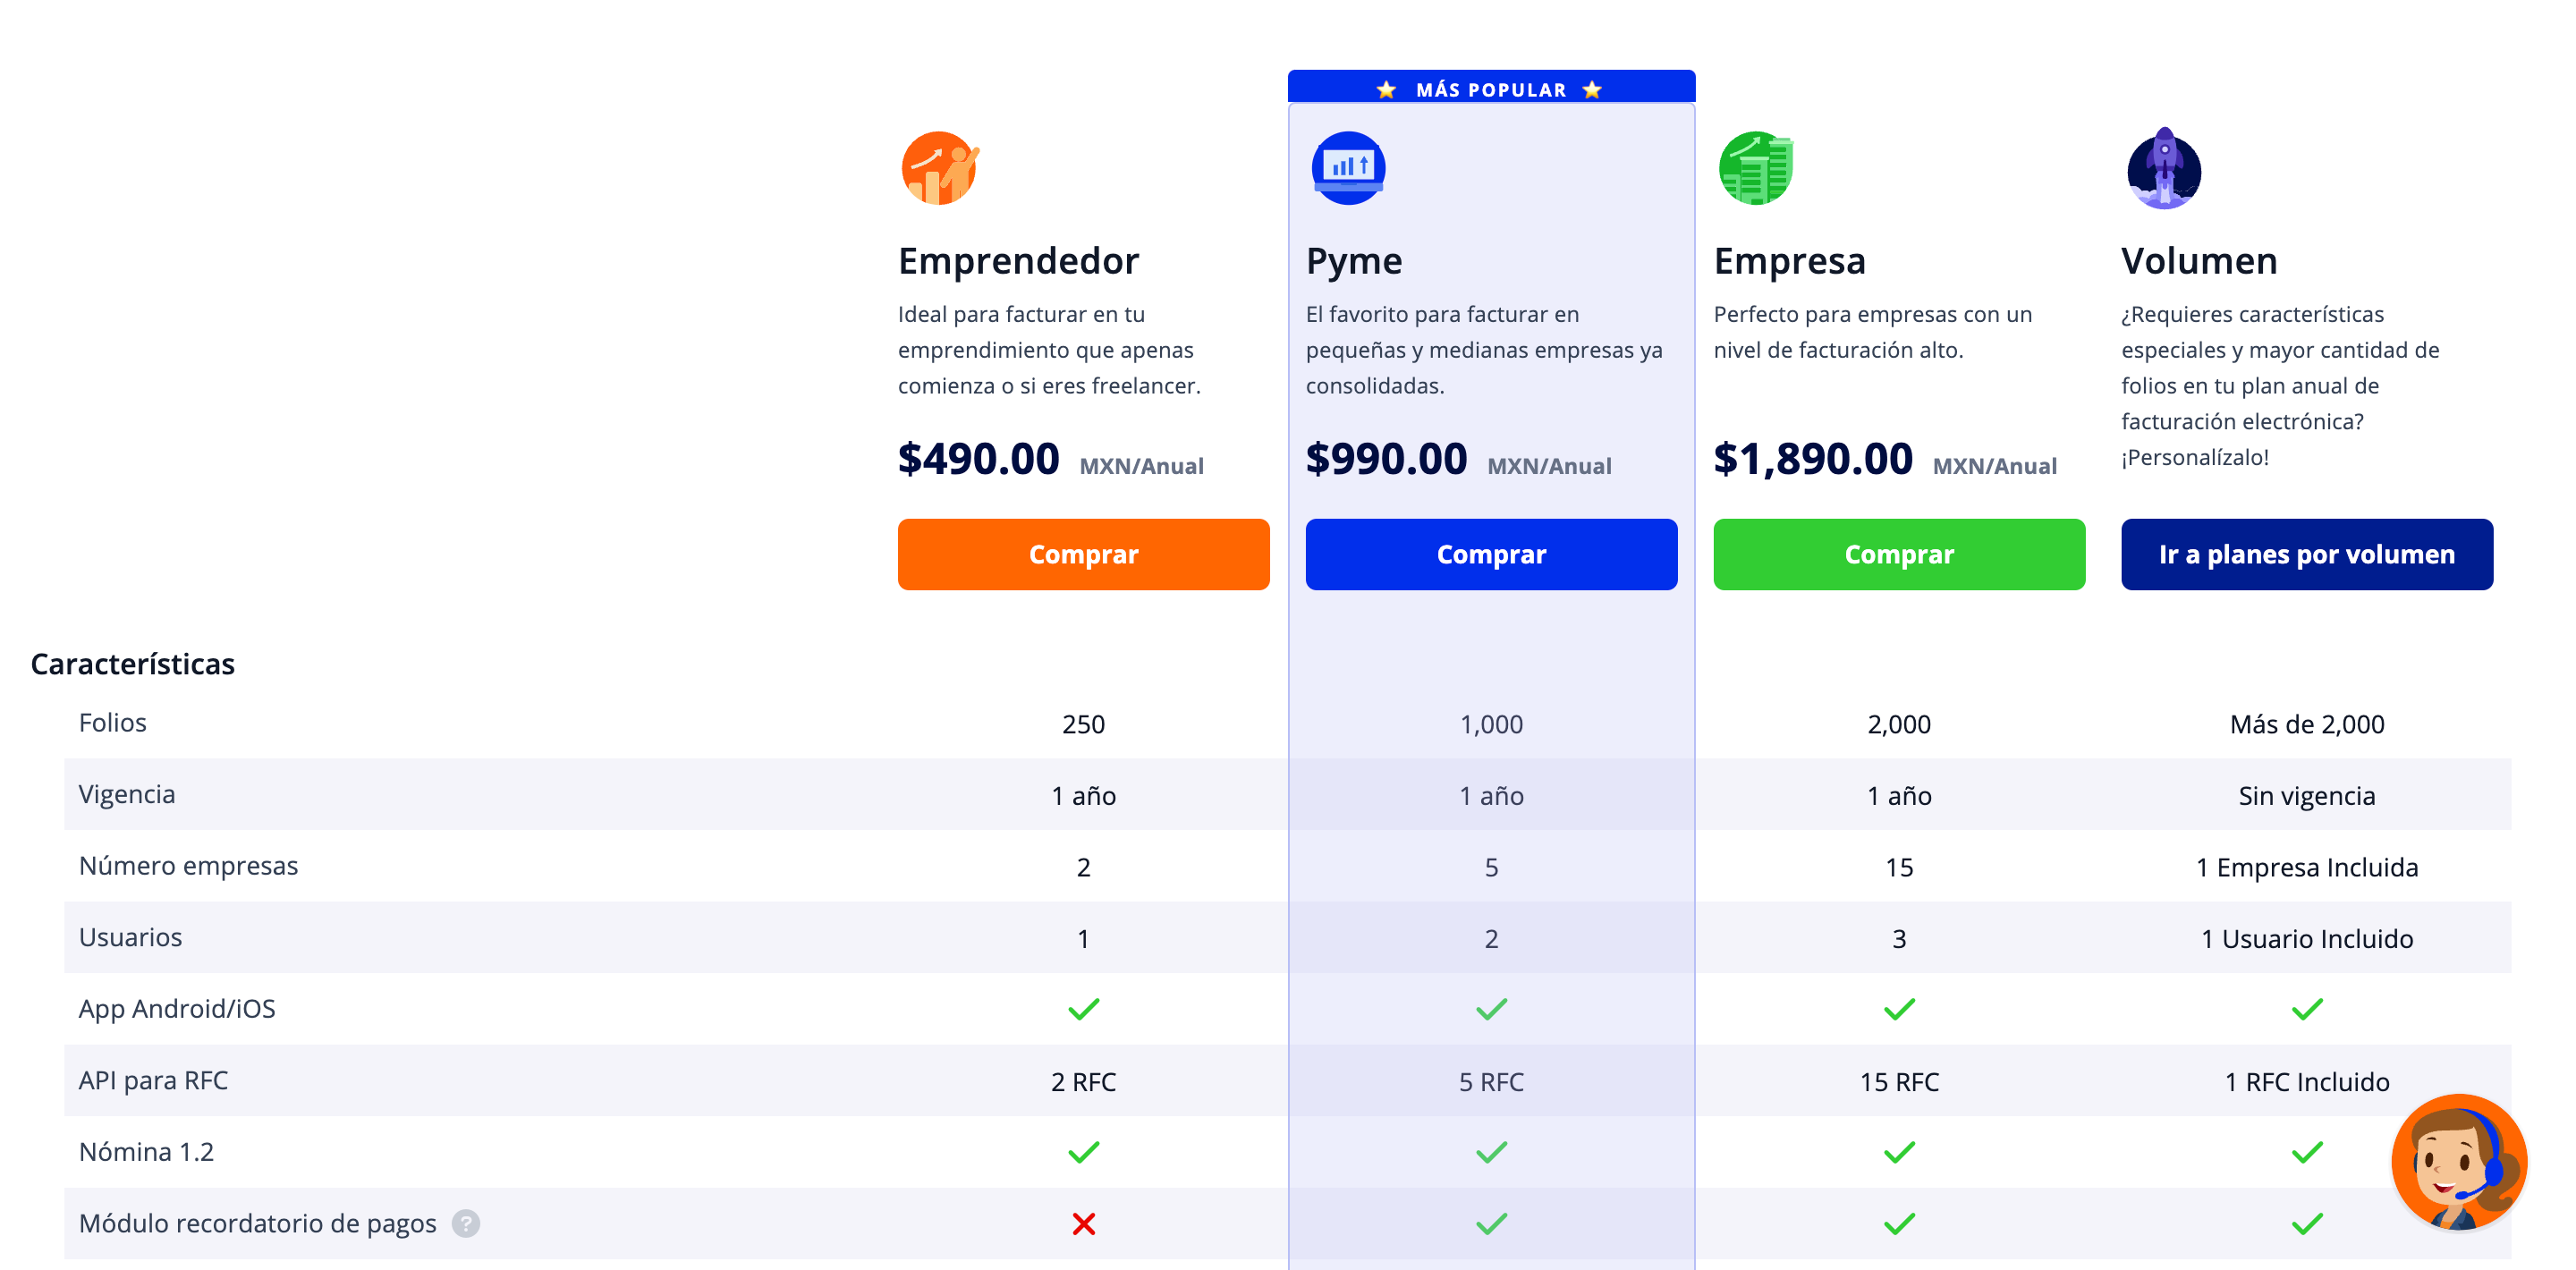 MÁS POPULAR
Emprendedor
Ideal para facturar en tu
emprendimiento que apenas
comienza o si eres freelancer.
$490.00 MXN/Anual
Comprar
Pyme
El favorito para facturar en
pequeñas y medianas empresas ya
consolidadas.
$990.00 MXN/Anual
Comprar
Empresa
Perfecto para empresas con un
nivel de facturación alto.
$1,890.00 MXN/Anual
Comprar
Volumen
¿Requieres características
especiales y mayor cantidad de
folios en tu plan anual de
facturación electrónica?
¡Personalízalo!
Ir a planes por volumen
Características
Folios 250 1,000 2,000 Más de 2,000
Vigencia 1 año 1 año 1 año Sin vigencia
Número empresas 2 5 15 1 Empresa Incluida
Usuarios 1 2 3 1 Usuario Incluido
App Android/iOS
API para RFC 2 RFC 5 RFC 15 RFC 1 RFC Incluido
Nómina 1.2
Módulo recordatorio de pagos ?